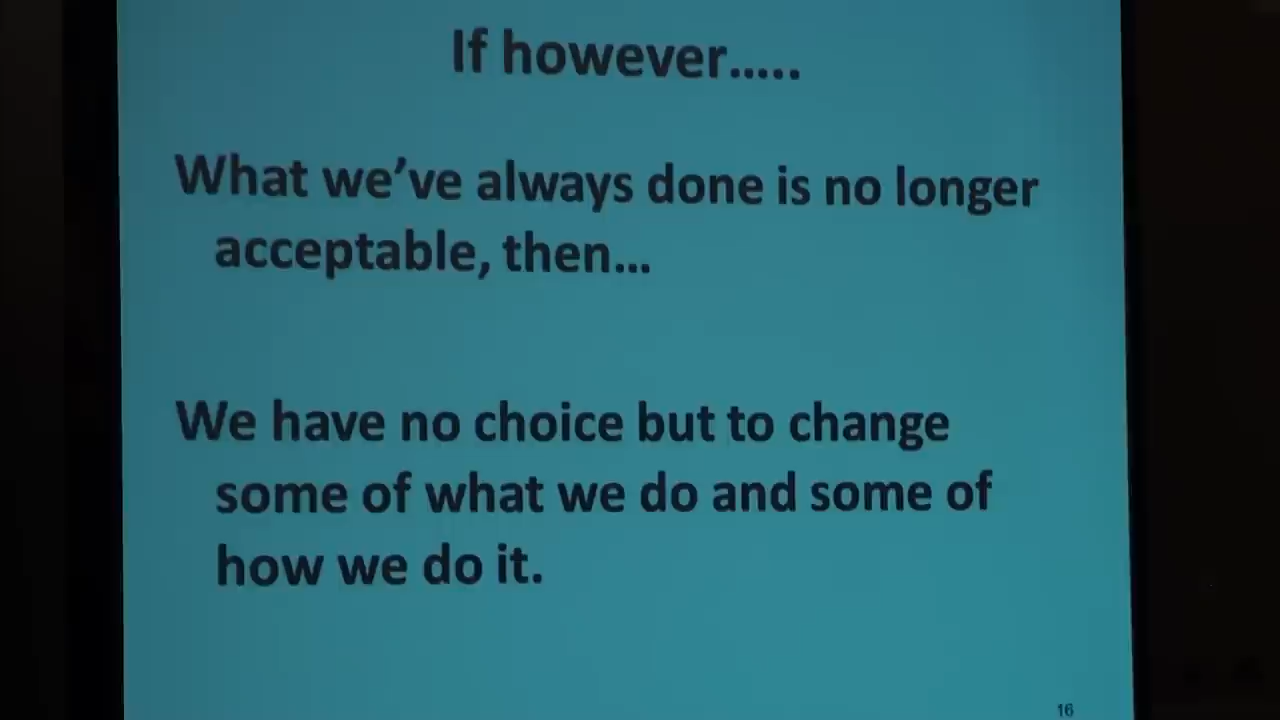 If however.....
What we've always done is no longer
acceptable, then...
We have no choice but to change
some of what we do and some of
how we do it.
16